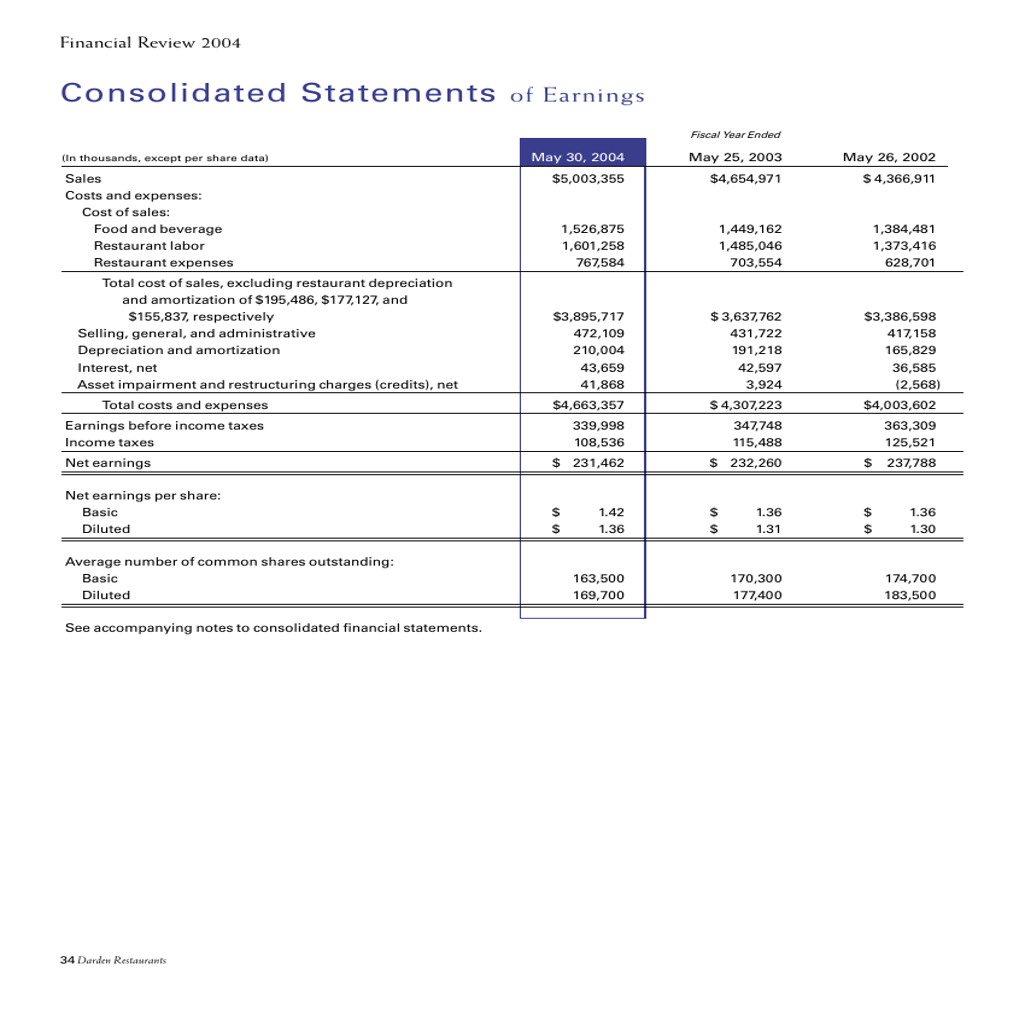 Financial Review 2004
Consolidated Statements of Earnings
Fiscal Year Ended
(In thousands, except per share data) May 30, 2004 May 25, 2003 May 26, 2002
Sales $5,003,355 $4,654,971 $ 4,366,911
Costs and expenses:
Cost of sales:
Food and beverage 1,526,875 1,449,162 1,384,481
Restaurant labor 1,601,258 1,485,046 1,373,416
Restaurant expenses 767,584 703,554 628,701
Total cost of sales, excluding restaurant depreciation
and amortization of $195,486, $177,127, and
$155,837, respectively $3,895,717 $ 3,637,762 $3,386,598
Selling, general, and administrative 472,109 431,722 417,158
Depreciation and amortization 210,004 191,218 165,829
Interest, net 43,659 42,597 36,585
Asset impairment and restructuring charges (credits), net 41,868 3,924 (2,568)
Total costs and expenses $4,663,357 $ 4,307,223 $4,003,602
Earnings before income taxes 339,998 347,748 363,309
Income taxes 108,536 115,488 125,521
Net earnings $ 231,462 $ 232,260 $ 237,788
Net earnings per share:
Basic $ 1.42 $ 1.36 $ 1.36
Diluted $ 1.36 $ 1.31 $ 1.30
Average number of common shares outstanding:
Basic 163,500 170,300 174,700
Diluted 169,700 177,400 183,500
See accompanying notes to consolidated financial statements.
34 Darden Restaurants